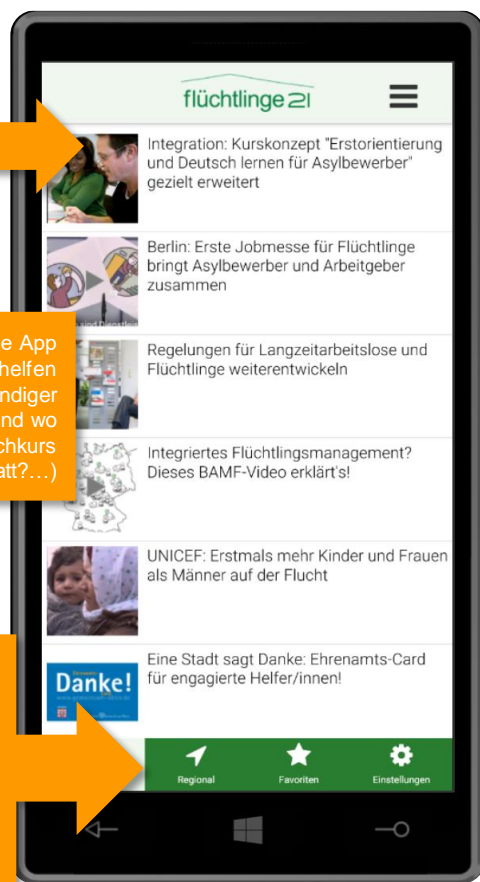 flüchtlinge 21
Integration: Kurskonzept "Erstorientierung
und Deutsch lernen für Asylbewerber"
gezielt erweitert
Berlin: Erste Jobmesse für Flüchtlinge
bringt Asylbewerber und Arbeitgeber
zusammen
e App
helfen
ndiger
nd wo
chkurs
att?...)
Regelungen für Langzeitarbeitslose und
Flüchtlinge weiterentwickeln
Integriertes Flüchtlingsmanagement?
Dieses BAMF-Video erklärt's!
UNICEF: Erstmals mehr Kinder und Frauen
als Männer auf der Flucht
Danke!
Eine Stadt sagt Danke: Ehrenamts-Card
für engagierte Helfer/innen!
Regional Favoriten Einstellungen